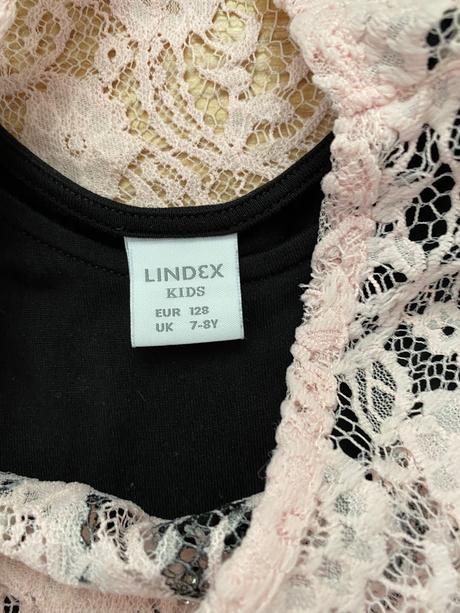 LINDEX
KIDS
EUR 128
UK 7-8Y